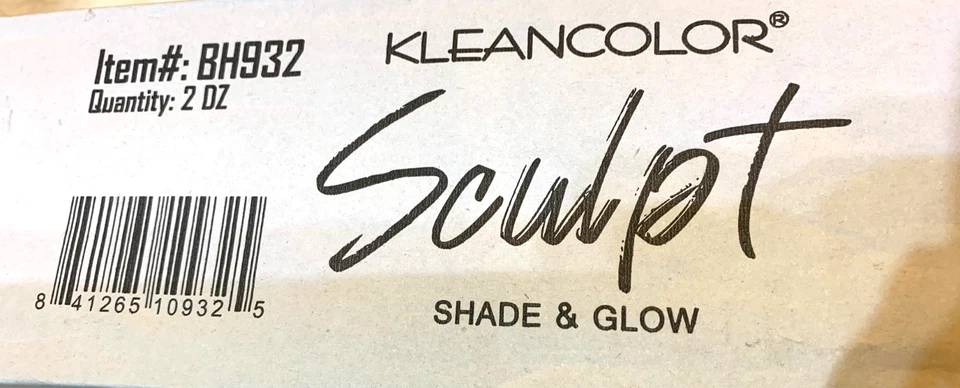 Item#: BH932
Quantity: 2 DZ
KLEANCOLOR®
Sculpt
SHADE & GLOW
8 41265 10932 5